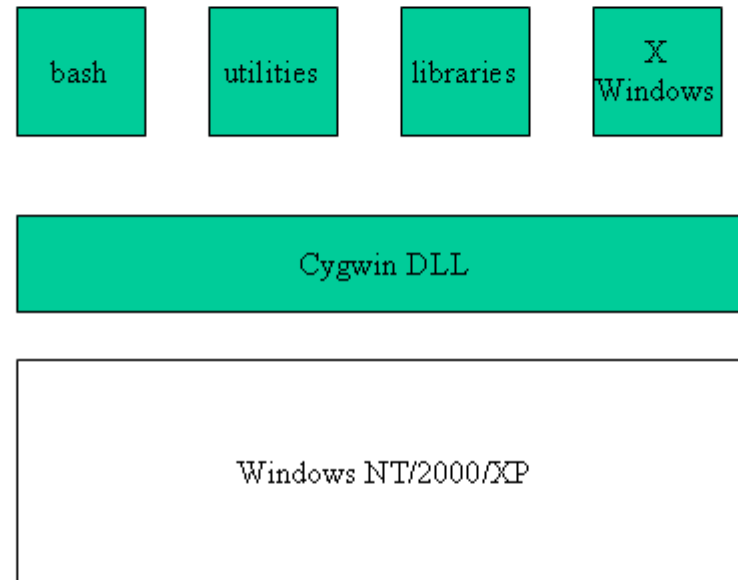 bash
utilities
libraries
X
Windows
Cygwin DLL
Windows NT/2000/XP